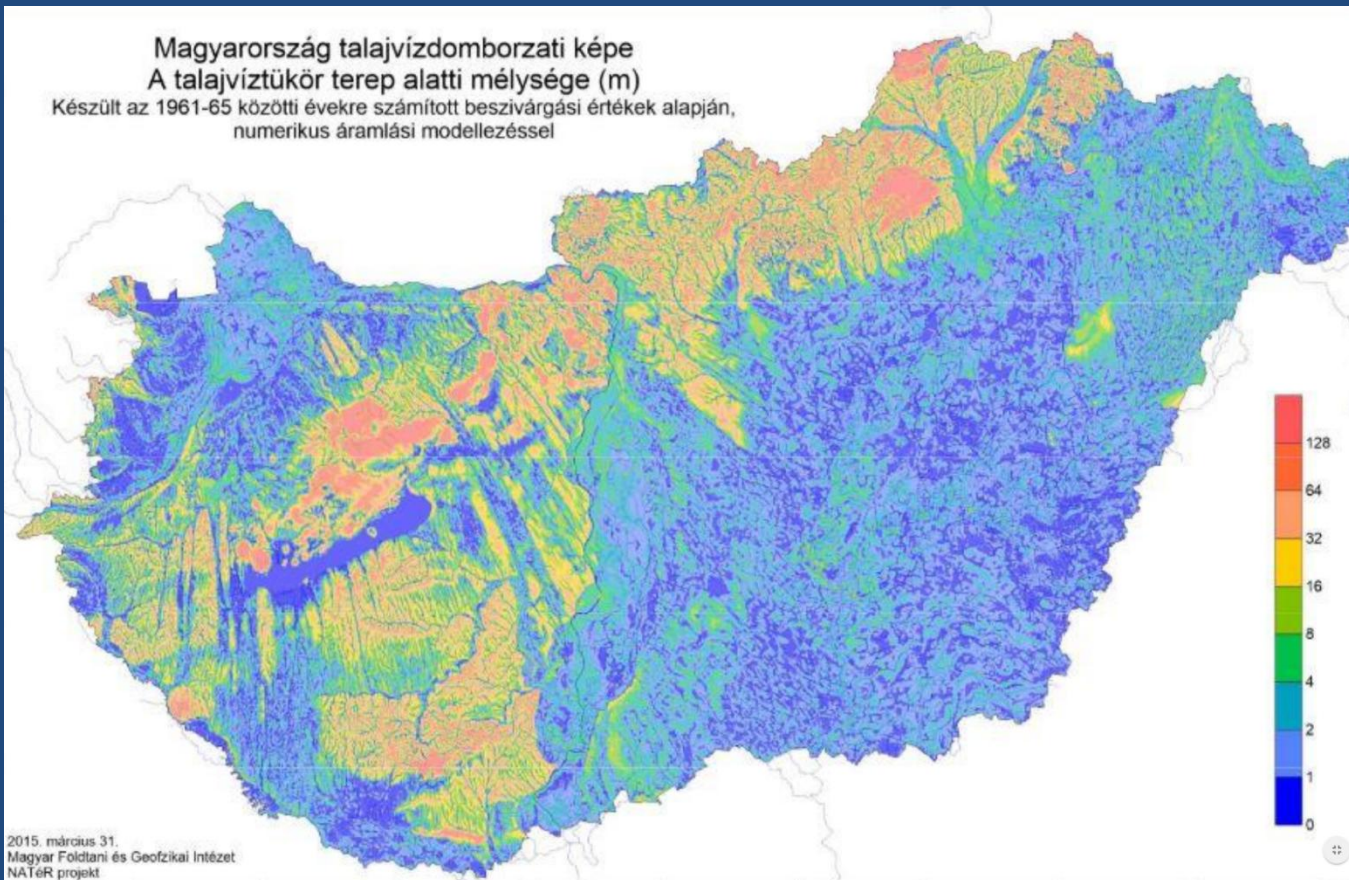 Magyarország talajvízdomborzati képe
A talajvíztükör terep alatti mélysége (m)
Készült az 1961-65 közötti évekre számított beszivárgási értékek alapján,
numerikus áramlási modellezéssel
128
64
32
16
8
4
2
1
0
2015. március 31.
Magyar Földtani és Geofzikai Intézet
NATéR projekt